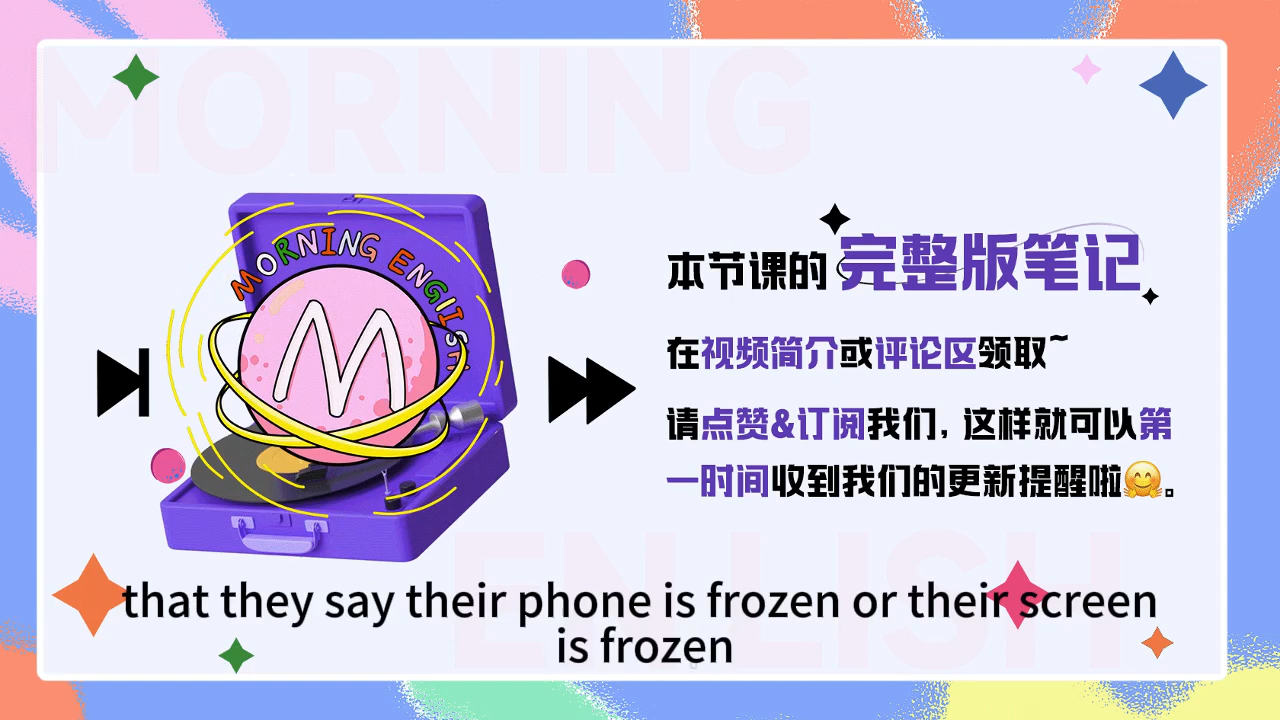 MORNING
MORNING ENGLISH
M
本节课的 完整版笔记
在视频简介或评论区领取~
请点赞&订阅我们, 这样就可以第
一时间收到我们的更新提醒啦🤗。
that they say their phone is frozen or their screen
is frozen